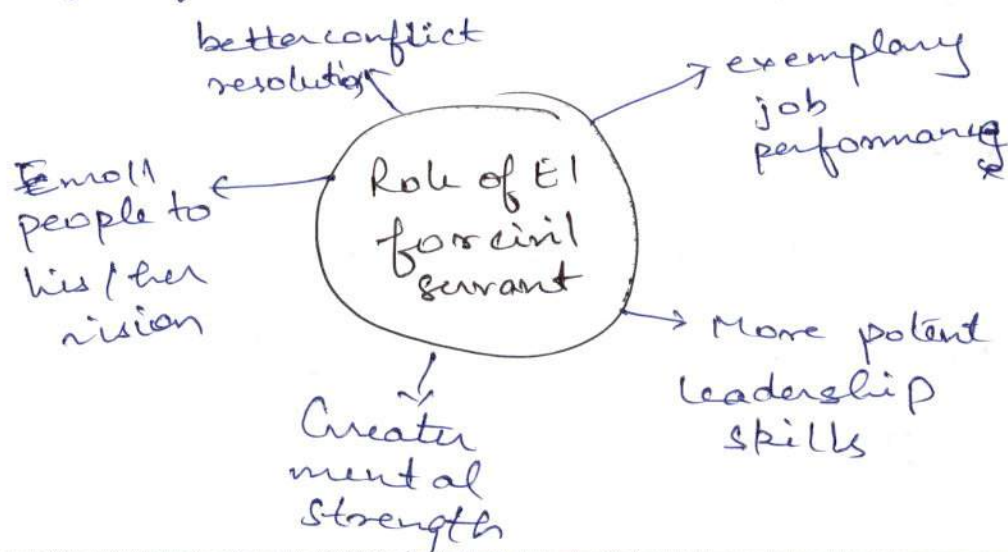 better conflict
resolution
exemplary
job
performance
Enroll
people to
his/her
vision
Role of EI
for civil
servant
More potent
leadership
skills
Greater
mental
strength